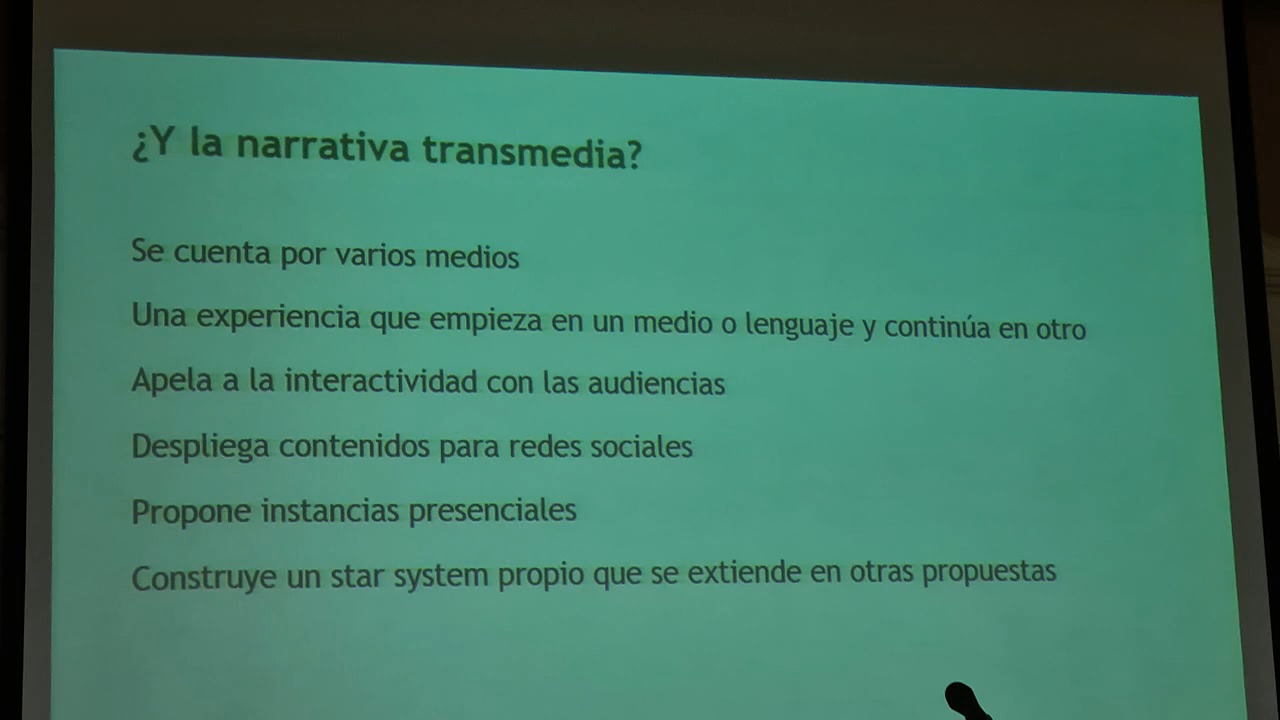 ¿Y la narrativa transmedia?
Se cuenta por varios medios
Una experiencia que empieza en un medio o lenguaje y continúa en otro
Apela a la interactividad con las audiencias
Despliega contenidos para redes sociales
Propone instancias presenciales
Construye un star system propio que se extiende en otras propuestas